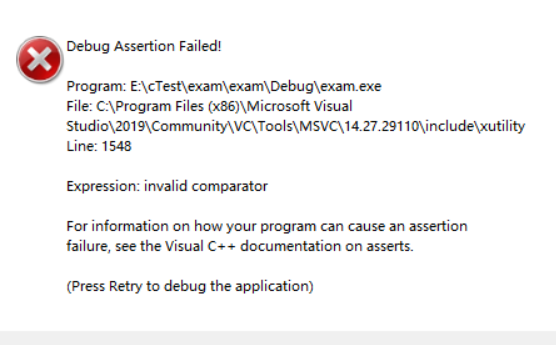 Debug Assertion Failed!
Program: E:\cTest\exam\exam\Debug\exam.exe
File: C:\Program Files (x86)\Microsoft Visual
Studio\2019\Community\VC\Tools\MSVC\14.27.29110\include\xutility
Line: 1548
Expression: invalid comparator
For information on how your program can cause an assertion
failure, see the Visual C++ documentation on asserts.
(Press Retry to debug the application)